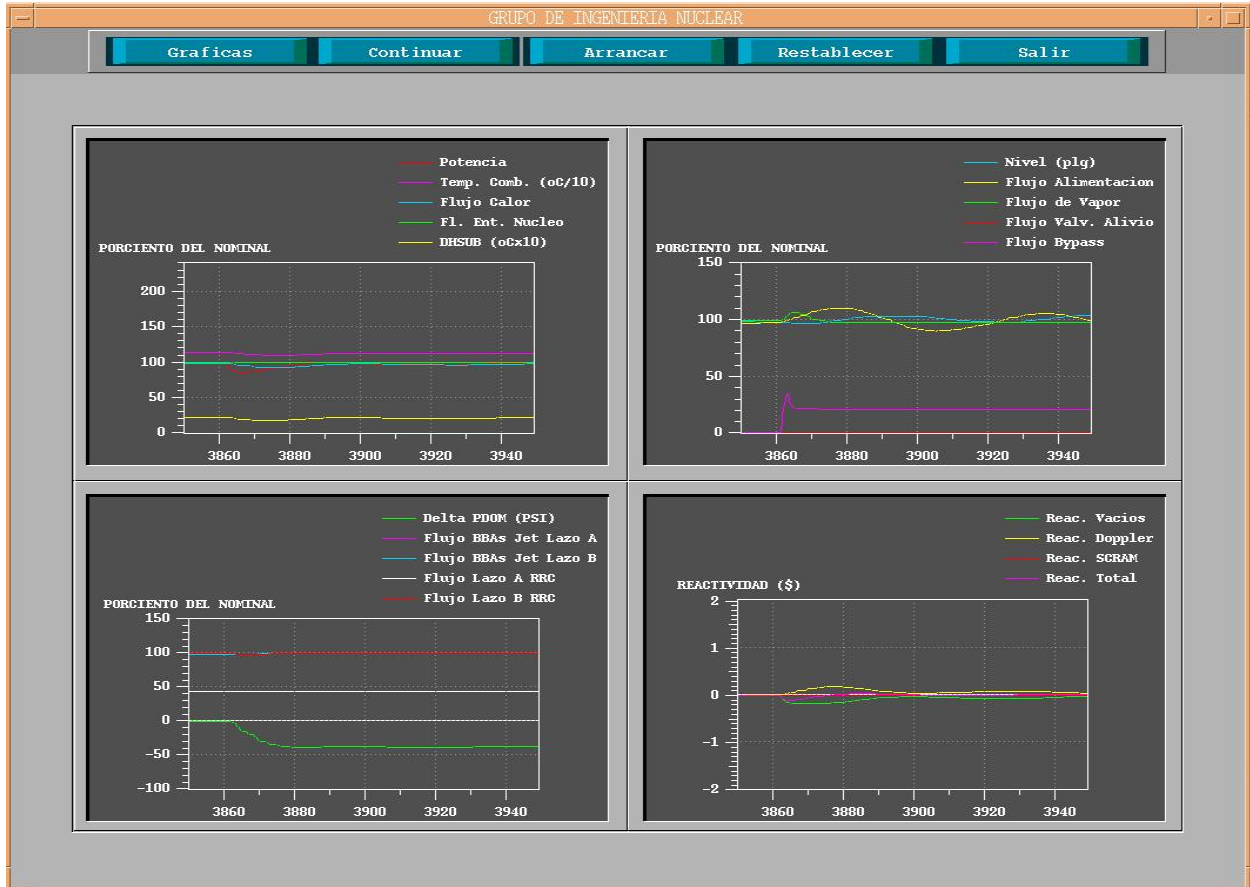 GRUPO DE INGENIERIA NUCLEAR
Graficas Continuar Arrancar Restablecer Salir
Potencia
Temp. Comb. (oC/10)
Flujo Calor
Fl. Ent. Nucleo
DHSUB (oCx10)
PORCIENTO DEL NOMINAL
200
150
100
50
0
3860 3880 3900 3920 3940
Nivel (plg)
Flujo Alimentacion
Flujo de Vapor
Flujo Valv. Alivio
Flujo Bypass
PORCIENTO DEL NOMINAL
150
100
50
0
3860 3880 3900 3920 3940
Delta PDOM (PSI)
Flujo BBAs Jet Lazo A
Flujo BBAs Jet Lazo B
Flujo Lazo A RRC
Flujo Lazo B RRC
PORCIENTO DEL NOMINAL
150
100
50
0
-50
-100
3860 3880 3900 3920 3940
Reac. Vacios
Reac. Doppler
Reac. SCRAM
Reac. Total
REACTIVIDAD ($)
2
1
0
-1
-2
3860 3880 3900 3920 3940